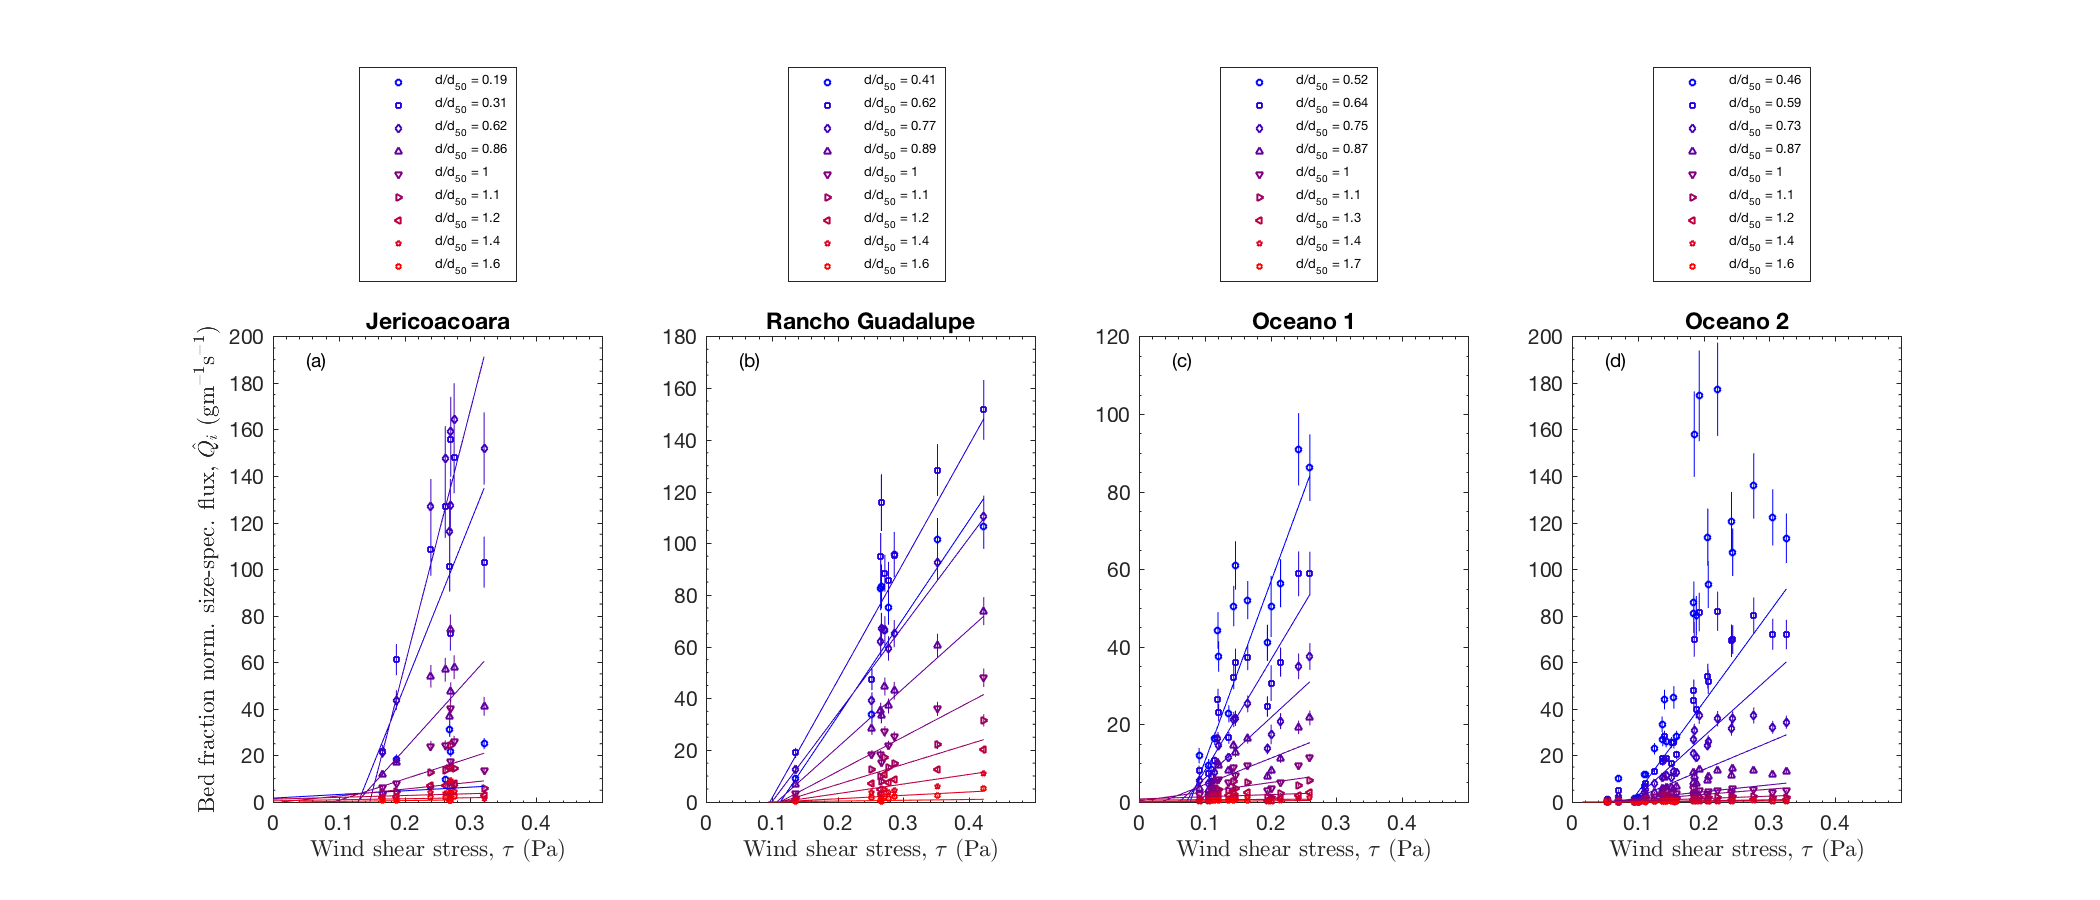 d/d50 = 0.19
d/d50 = 0.31
d/d50 = 0.62
d/d50 = 0.86
d/d50 = 1
d/d50 = 1.1
d/d50 = 1.2
d/d50 = 1.4
d/d50 = 1.6
d/d50 = 0.41
d/d50 = 0.62
d/d50 = 0.77
d/d50 = 0.89
d/d50 = 1
d/d50 = 1.1
d/d50 = 1.2
d/d50 = 1.4
d/d50 = 1.6
d/d50 = 0.52
d/d50 = 0.64
d/d50 = 0.75
d/d50 = 0.87
d/d50 = 1
d/d50 = 1.1
d/d50 = 1.3
d/d50 = 1.4
d/d50 = 1.7
d/d50 = 0.46
d/d50 = 0.59
d/d50 = 0.73
d/d50 = 0.87
d/d50 = 1
d/d50 = 1.1
d/d50 = 1.2
d/d50 = 1.4
d/d50 = 1.6
Bed fraction norm. size-spec. flux, Q̂i (gm−1s−1)
Jericoacoara
(a)
200
180
160
140
120
100
80
60
40
20
0
0 0.1 0.2 0.3 0.4
Wind shear stress, τ (Pa)
Rancho Guadalupe
(b)
180
160
140
120
100
80
60
40
20
0
0 0.1 0.2 0.3 0.4
Wind shear stress, τ (Pa)
Oceano 1
(c)
120
100
80
60
40
20
0
0 0.1 0.2 0.3 0.4
Wind shear stress, τ (Pa)
Oceano 2
(d)
200
180
160
140
120
100
80
60
40
20
0
0 0.1 0.2 0.3 0.4
Wind shear stress, τ (Pa)